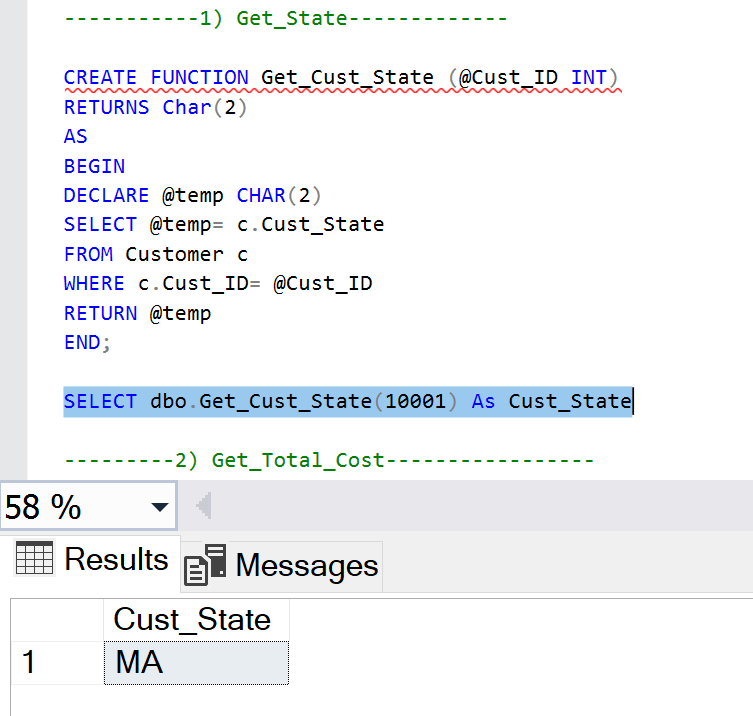 -----------1) Get_State-------------
CREATE FUNCTION Get_Cust_State (@Cust_ID INT)
RETURNS Char(2)
AS
BEGIN
DECLARE @temp CHAR(2)
SELECT @temp= c.Cust_State
FROM Customer c
WHERE c.Cust_ID= @Cust_ID
RETURN @temp
END;
SELECT dbo.Get_Cust_State(10001) As Cust_State
---------2) Get_Total_Cost-----------------
58 %
Results Messages
Cust_State
1 MA